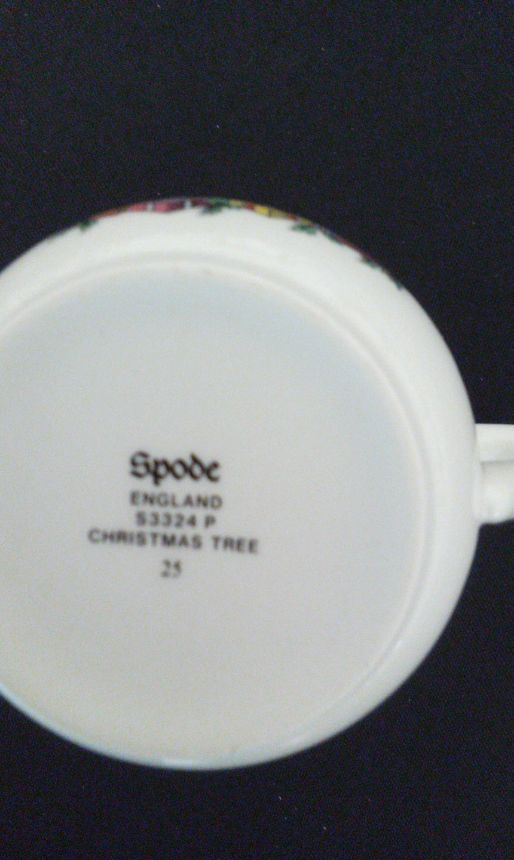 Spode
ENGLAND
S3324 P
CHRISTMAS TREE
25